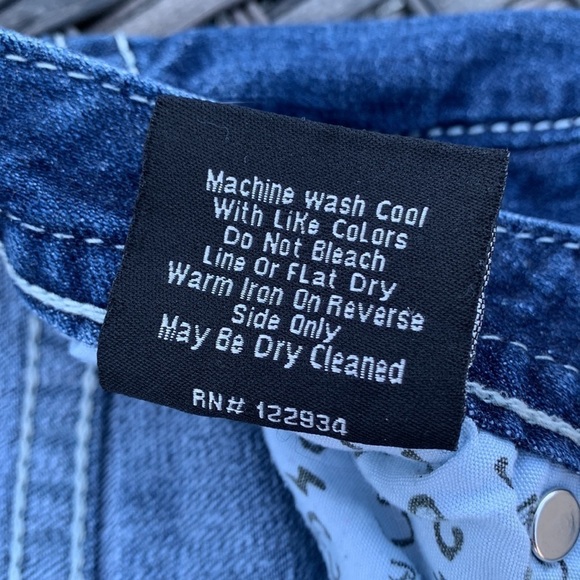 Machine Wash Cool
With Like Colors
Do Not Bleach
Line Or Flat Dry
Warm Iron On Reverse
Side Only
May Be Dry Cleaned
RN# 122934